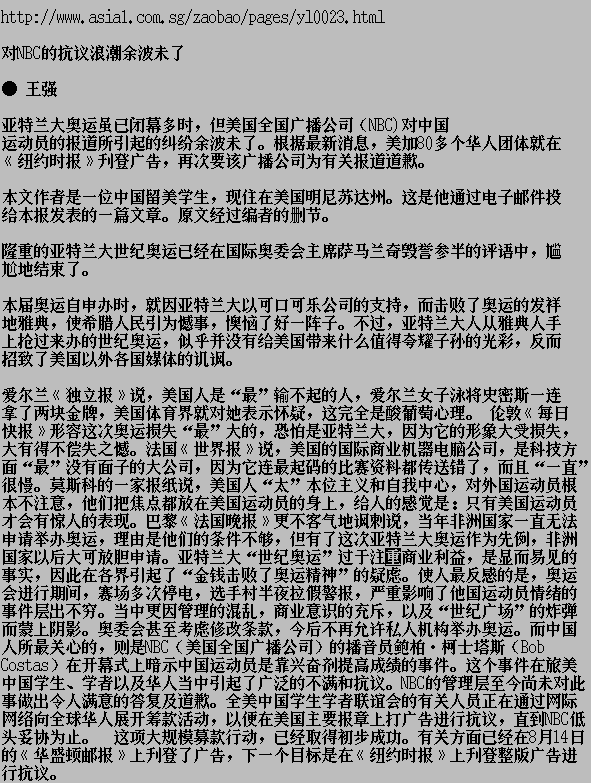 http://www.asia1.com.sg/zaobao/pages/yl0023.html
对NBC的抗议浪潮余波未了
● 王强
亚特兰大奥运虽已闭幕多时，但美国全国广播公司（NBC)对中国
运动员的报道所引起的纠纷余波未了。根据最新消息，美加80多个华人团体就在
《纽约时报》刊登广告，再次要该广播公司为有关报道道歉。
本文作者是一位中国留美学生，现住在美国明尼苏达州。这是他通过电子邮件投
给本报发表的一篇文章。原文经过编者的删节。
隆重的亚特兰大世纪奥运已经在国际奥委会主席萨马兰奇毁誉参半的评语中，尴
尬地结束了。
本届奥运自申办时，就因亚特兰大以可口可乐公司的支持，而击败了奥运的发祥
地雅典，使希腊人民引为憾事，懊恼了好一阵子。不过，亚特兰大人从雅典人手
上抢过来办的世纪奥运，似乎并没有给美国带来什么值得夸耀子孙的光彩，反而
招致了美国以外各国媒体的讥讽。
爱尔兰《独立报》说，美国人是“最”输不起的人，爱尔兰女子泳将史密斯一连
拿了两块金牌，美国体育界就对她表示怀疑，这完全是酸葡萄心理。 伦敦《每日
快报》形容这次奥运损失“最”大的，恐怕是亚特兰大，因为它的形象大受损失，
大有得不偿失之憾。法国《世界报》说，美国的国际商业机器电脑公司，是科技方
面“最”没有面子的大公司，因为它连最起码的比赛资料都传送错了，而且“一直”
很慢。莫斯科的一家报纸说，美国人“太”本位主义和自我中心，对外国运动员根
本不注意，他们把焦点都放在美国运动员的身上，给人的感觉是：只有美国运动员
才会有惊人的表现。巴黎《法国晚报》更不客气地讽刺说，当年非洲国家一直无法
申请举办奥运，理由是他们的条件不够，但有了这次亚特兰大奥运作为先例，非洲
国家以后大可放胆申请。亚特兰大“世纪奥运”过于注重商业利益，是显而易见的
事实，因此在各界引起了“金钱击败了奥运精神”的疑虑。使人最反感的是，奥运
会进行期间，赛场多次停电，选手村半夜拉假警报，严重影响了他国运动员情绪的
事件层出不穷。当中更因管理的混乱，商业意识的充斥，以及“世纪广场”的炸弹
而蒙上阴影。奥委会甚至考虑修改条款，今后不再允许私人机构举办奥运。而中国
人所最关心的，则是NBC（美国全国广播公司）的播音员鲍柏·柯士塔斯（Bob
Costas）在开幕式上暗示中国运动员是靠兴奋剂提高成绩的事件。这个事件在旅美
中国学生、学者以及华人当中引起了广泛的不满和抗议。NBC的管理层至今尚未对此
事做出令人满意的答复及道歉。全美中国学生学者联谊会的有关人员正在通过网际
网络向全球华人展开筹款活动，以便在美国主要报章上打广告进行抗议，直到NBC低
头妥协为止。 这项大规模募款行动，已经取得初步成功。有关方面已经在8月14日
的《华盛顿邮报》上刊登了广告，下一个目标是在《纽约时报》上刊登整版广告进
行抗议。